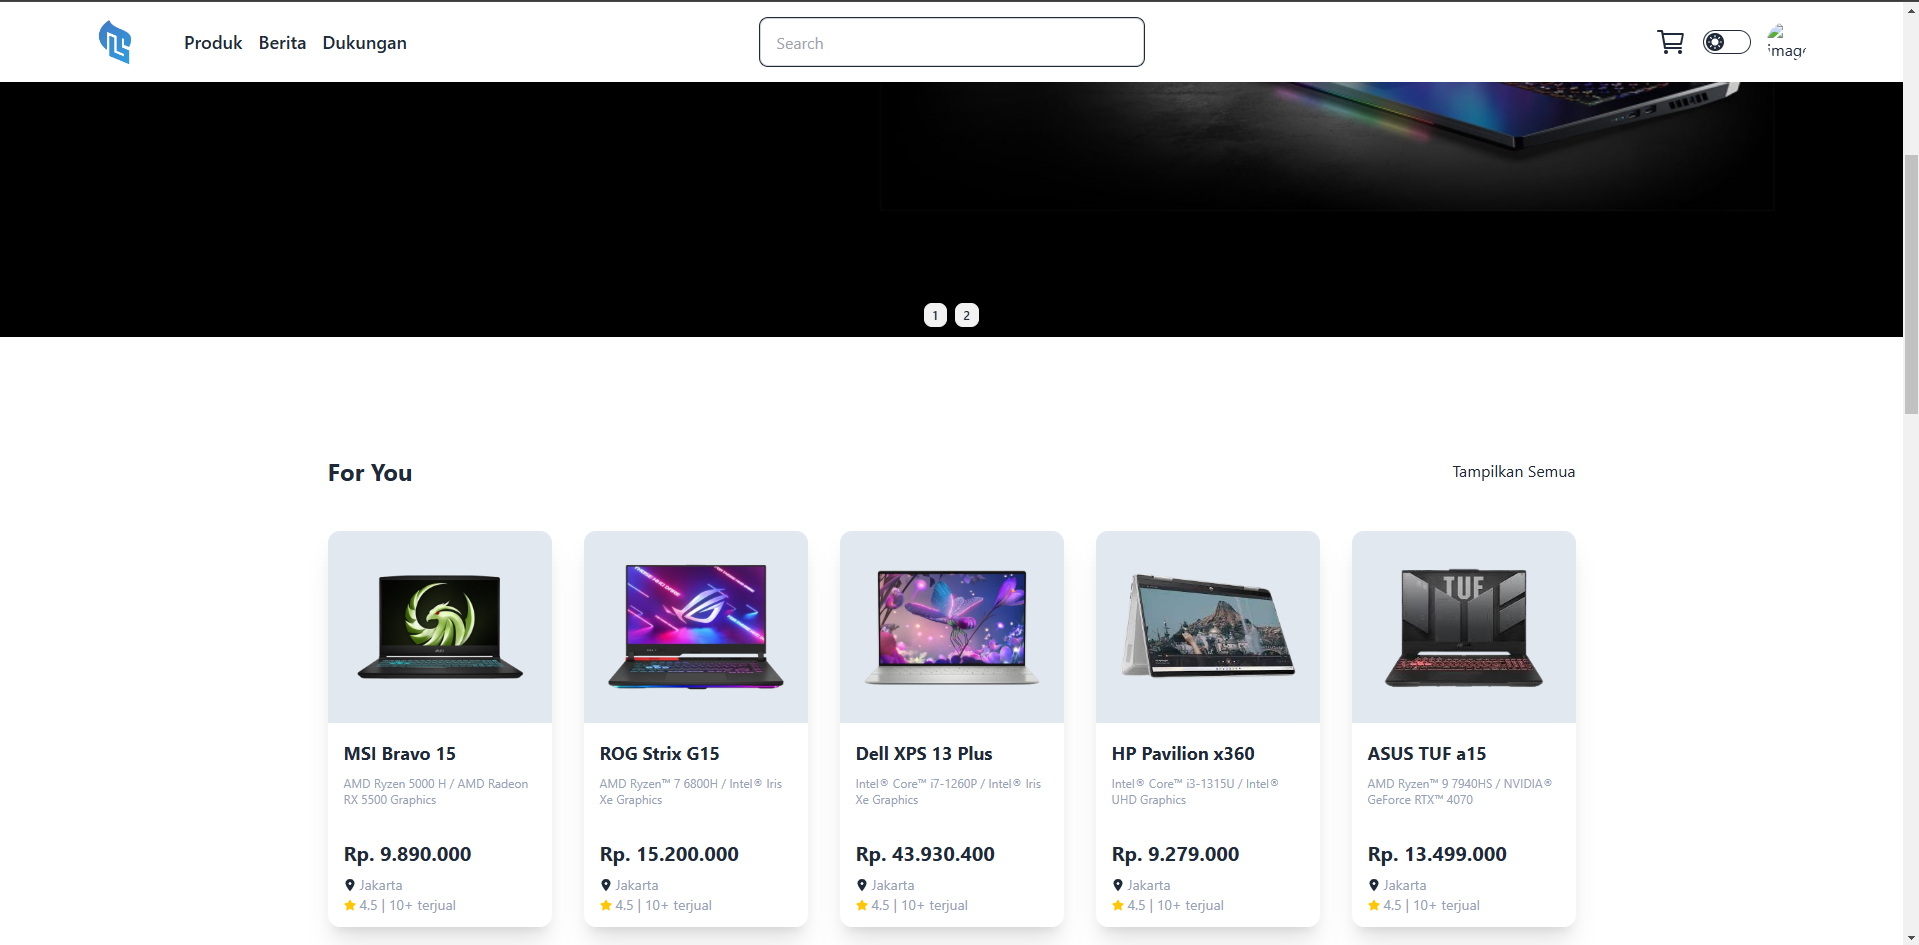 Produk Berita Dukungan
Search
image
1 2
For You
Tampilkan Semua
TUF
MSI Bravo 15
AMD Ryzen 5000 H / AMD Radeon
RX 5500 Graphics
Rp. 9.890.000
Jakarta
4.5 | 10+ terjual
ROG Strix G15
AMD Ryzen™ 7 6800H / Intel® Iris
Xe Graphics
Rp. 15.200.000
Jakarta
4.5 | 10+ terjual
Dell XPS 13 Plus
Intel® Core™ i7-1260P / Intel® Iris
Xe Graphics
Rp. 43.930.400
Jakarta
4.5 | 10+ terjual
HP Pavilion x360
Intel® Core™ i3-1315U / Intel®
UHD Graphics
Rp. 9.279.000
Jakarta
4.5 | 10+ terjual
ASUS TUF a15
AMD Ryzen™ 9 7940HS / NVIDIA®
GeForce RTX™ 4070
Rp. 13.499.000
Jakarta
4.5 | 10+ terjual